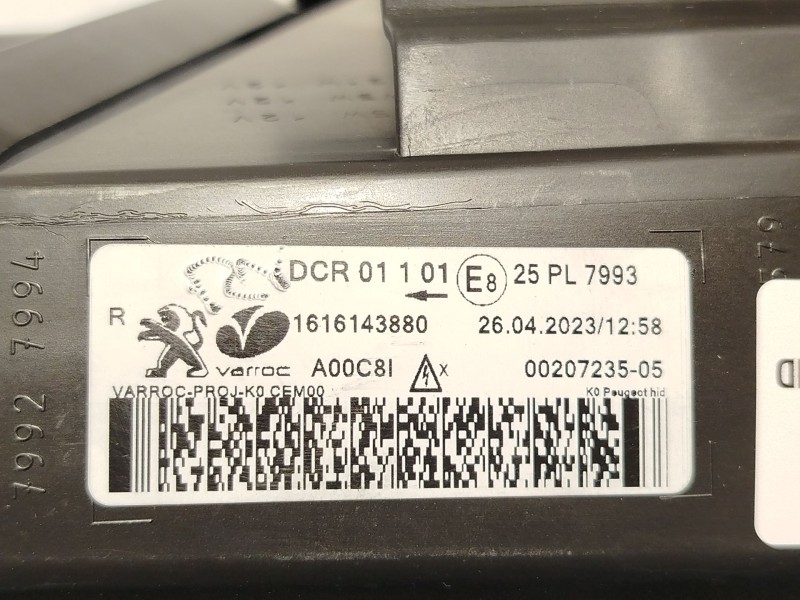 DCR 01 1 01 E8 25 PL 7993
R 1616143880 26.04.2023/12:58
varroc A00C8I X 00207235-05
VARROC-PROJ-K0 CEM00 K0 Peugeot hid
7992 7994